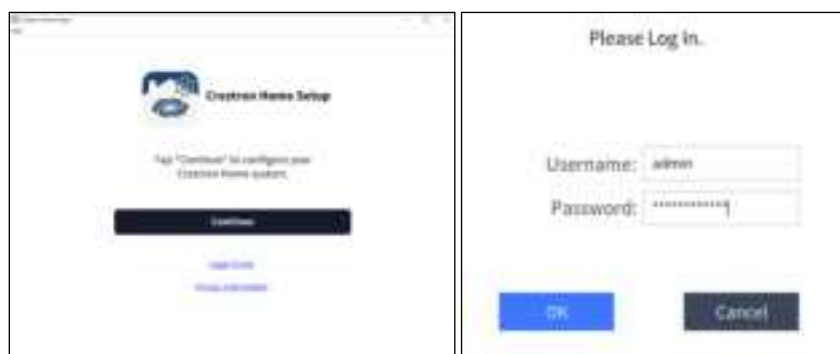 Crestron Home Setup
Tap "Continue" to configure your
Crestron Home system.
Continue
Please Log In.
Username: admin
Password: ************
OK
Cancel